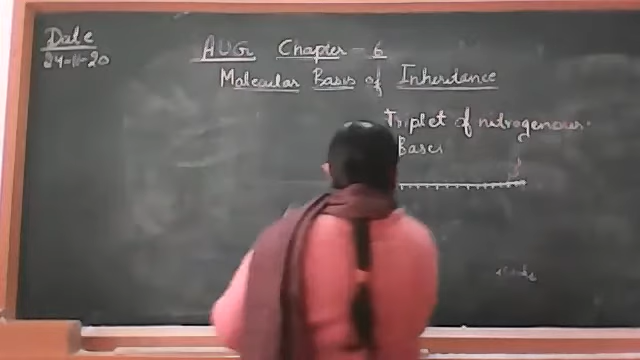 Date
24-11-20
AUG Chapter - 6
Molecular Basis of Inheritance
Triplet of nitrogenous
Bases